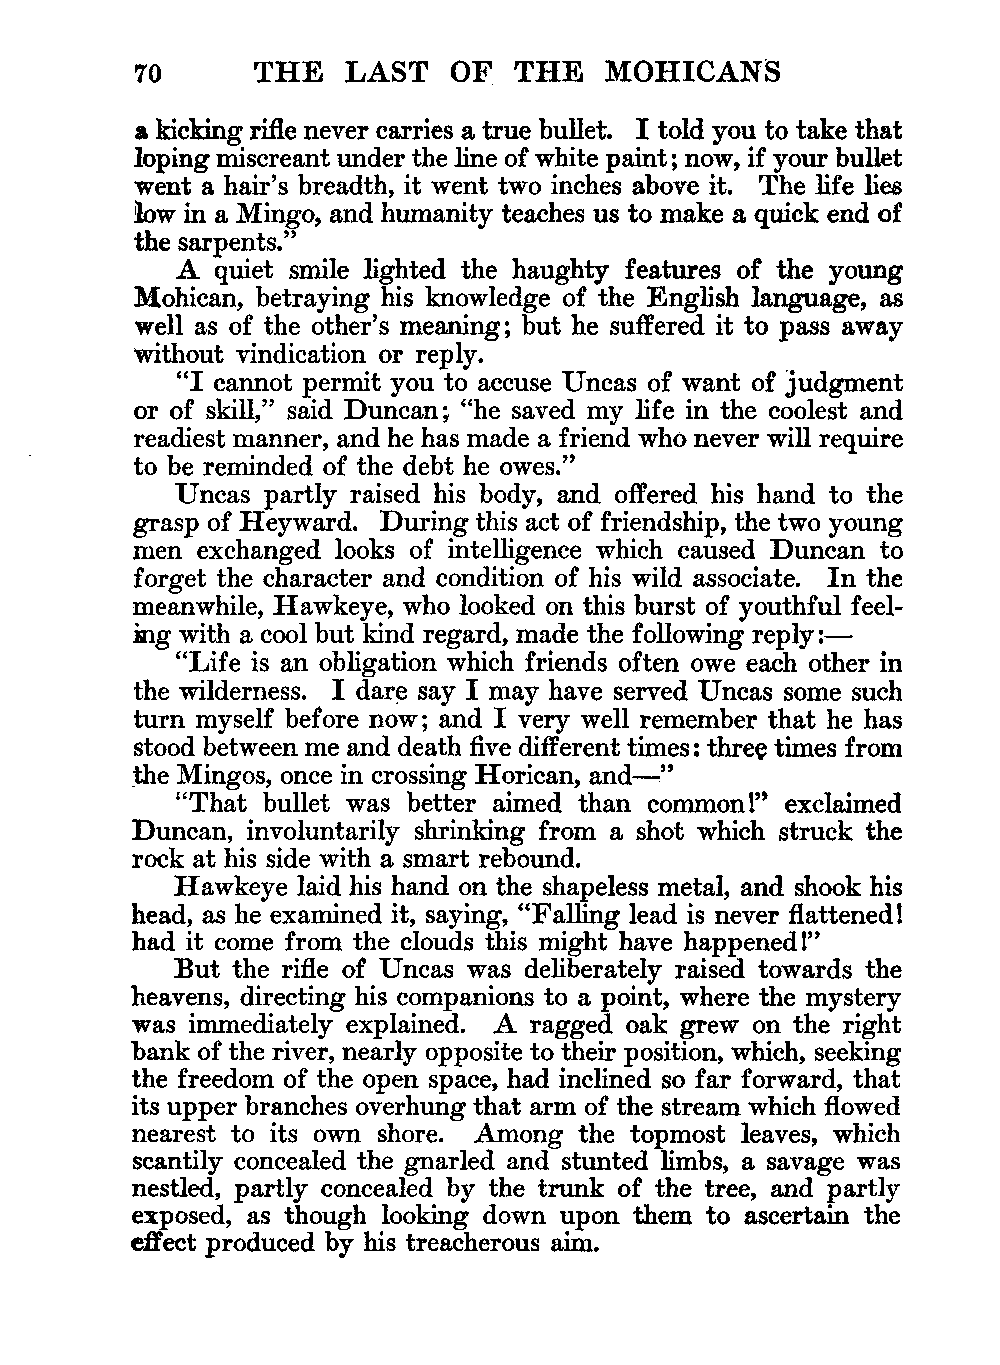 70 THE LAST OF THE MOHICANS
a kicking rifle never carries a true bullet. I told you to take that
loping miscreant under the line of white paint; now, if your bullet
went a hair's breadth, it went two inches above it. The life lies
low in a Mingo, and humanity teaches us to make a quick end of
the sarpents."
A quiet smile lighted the haughty features of the young
Mohican, betraying his knowledge of the English language, as
well as of the other's meaning; but he suffered it to pass away
without vindication or reply.
"I cannot permit you to accuse Uncas of want of judgment
or of skill," said Duncan; "he saved my life in the coolest and
readiest manner, and he has made a friend who never will require
to be reminded of the debt he owes."
Uncas partly raised his body, and offered his hand to the
grasp of Heyward. During this act of friendship, the two young
men exchanged looks of intelligence which caused Duncan to
forget the character and condition of his wild associate. In the
meanwhile, Hawkeye, who looked on this burst of youthful feel-
ing with a cool but kind regard, made the following reply:—
"Life is an obligation which friends often owe each other in
the wilderness. I dare say I may have served Uncas some such
turn myself before now; and I very well remember that he has
stood between me and death five different times: three times from
the Mingos, once in crossing Horican, and—"
"That bullet was better aimed than common!" exclaimed
Duncan, involuntarily shrinking from a shot which struck the
rock at his side with a smart rebound.
Hawkeye laid his hand on the shapeless metal, and shook his
head, as he examined it, saying, "Falling lead is never flattened!
had it come from the clouds this might have happened!"
But the rifle of Uncas was deliberately raised towards the
heavens, directing his companions to a point, where the mystery
was immediately explained. A ragged oak grew on the right
bank of the river, nearly opposite to their position, which, seeking
the freedom of the open space, had inclined so far forward, that
its upper branches overhung that arm of the stream which flowed
nearest to its own shore. Among the topmost leaves, which
scantily concealed the gnarled and stunted limbs, a savage was
nestled, partly concealed by the trunk of the tree, and partly
exposed, as though looking down upon them to ascertain the
effect produced by his treacherous aim.